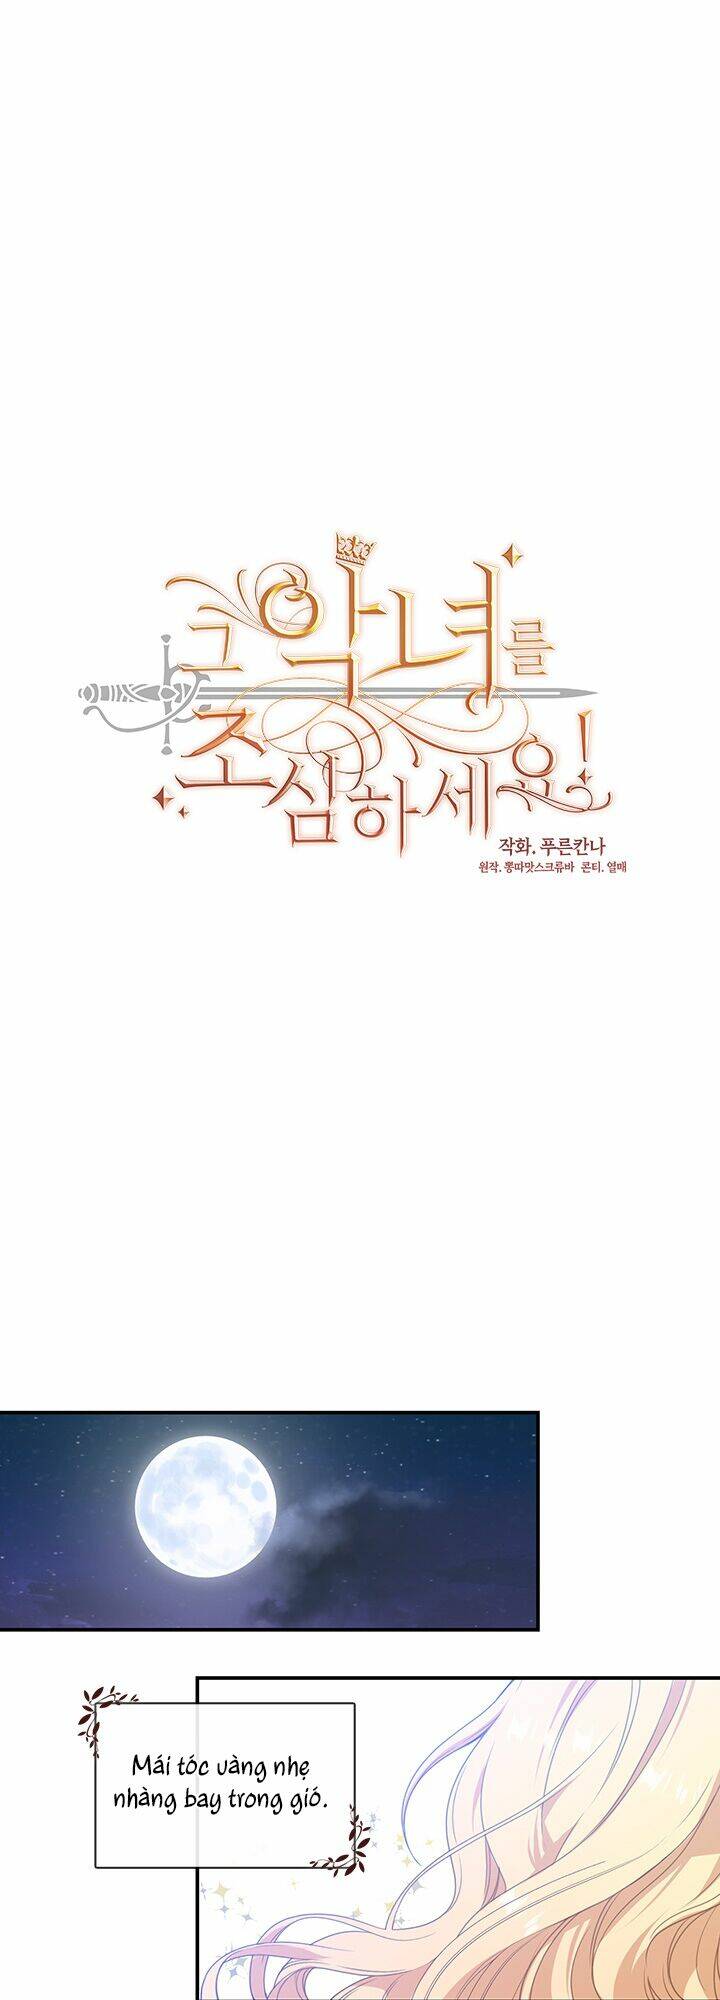 그 악녀를
조심하세요!
작화. 푸른칸나
원작. 뽕따맛스크류바 콘티. 열매
Mái tóc vàng nhẹ
nhàng bay trong gió.